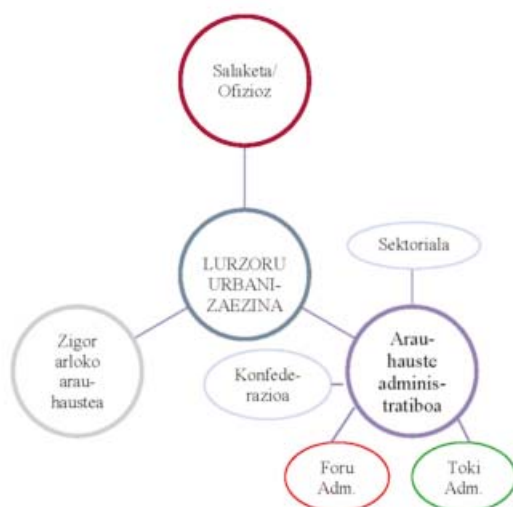 Salaketa/
Ofizioz
LURZORU
URBANI-
ZAEZINA
Sektoriala
Zigor
arloko
arau-
haustea
Arau-
hauste
adminis-
tratiboa
Konfede-
razioa
Foru
Adm.
Toki
Adm.